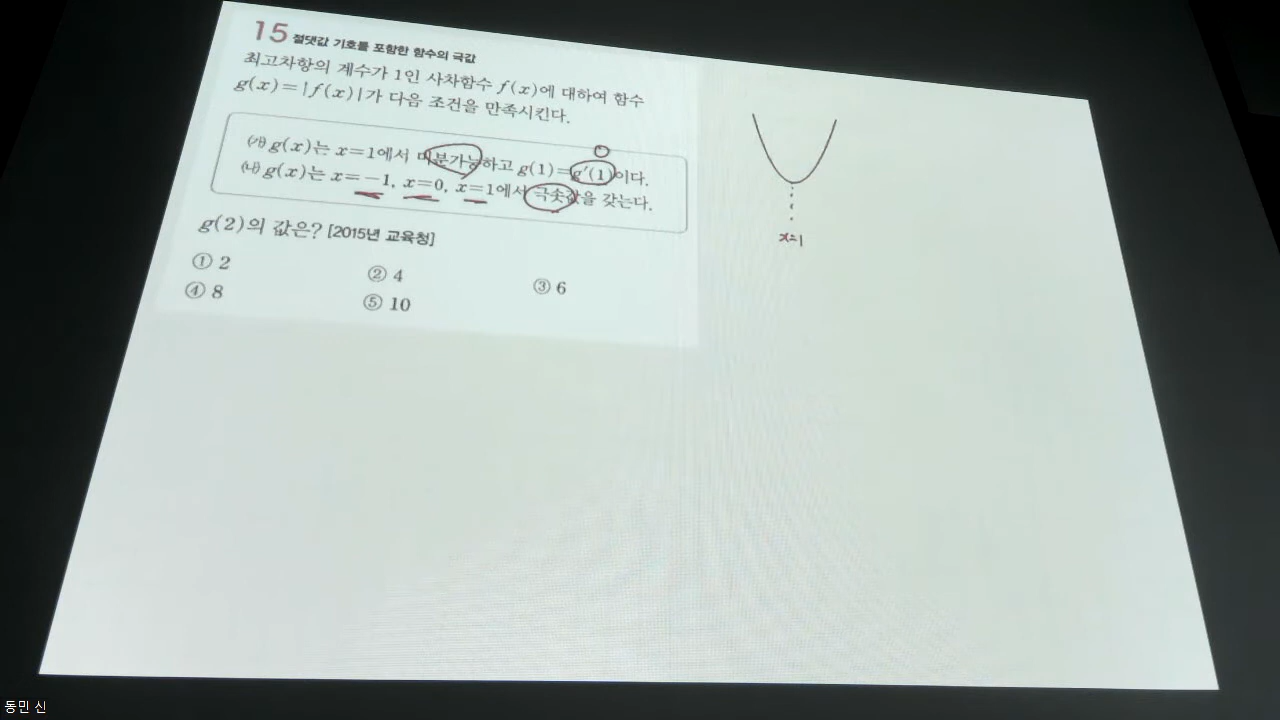 15 절댓값 기호를 포함한 함수의 극값
최고차항의 계수가 1인 사차함수 f(x)에 대하여 함수
g(x)=|f(x)|가 다음 조건을 만족시킨다.
(가) g(x)는 x=1에서 미분가능하고 g(1)=g′(1)이다.
(나) g(x)는 x=-1, x=0, x=1에서 극솟값을 갖는다.
g(2)의 값은? [2015년 교육청]
① 2 ② 4 ③ 6
④ 8 ⑤ 10
0
x=1
동민 신